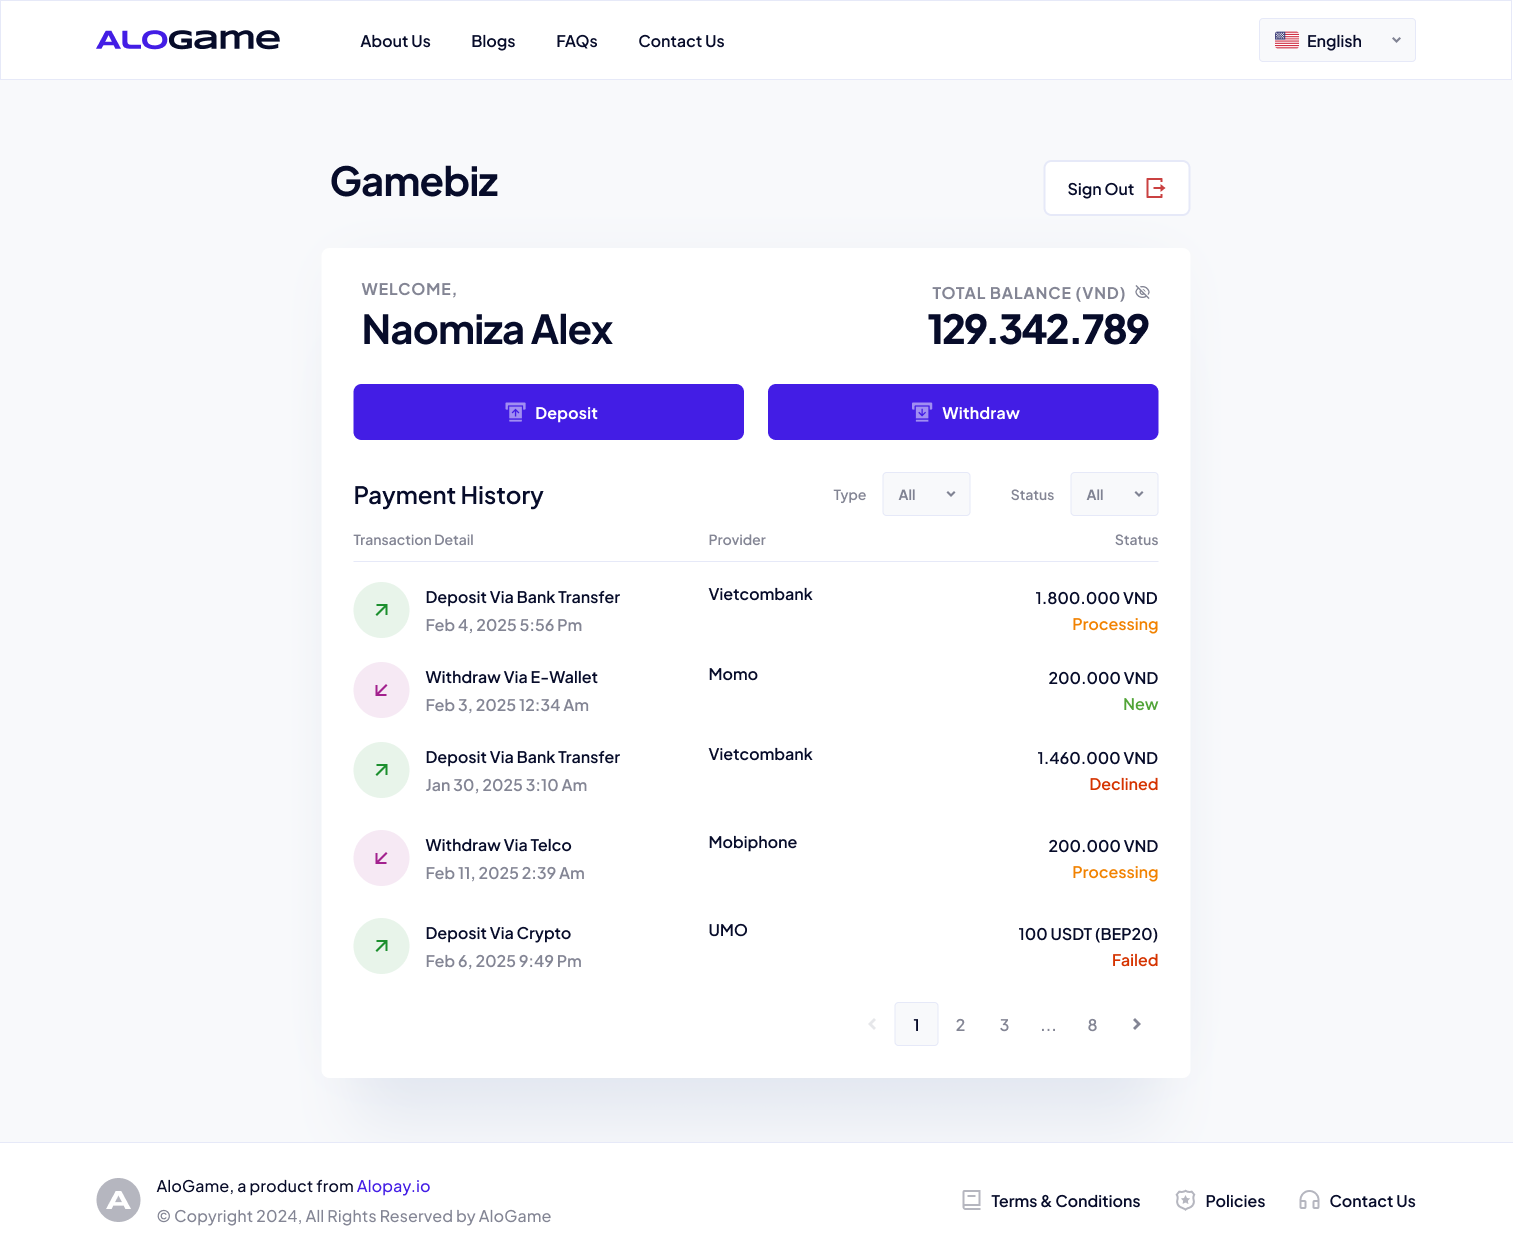 ALOGAME
About Us
Blogs
FAQs
Contact Us
English
Gamebiz
Sign Out
WELCOME,
Naomiza Alex
TOTAL BALANCE (VND)
129.342.789
Deposit
Withdraw
Payment History
Type
All
Status
All
Transaction Detail
Provider
Status
Deposit Via Bank Transfer
Feb 4, 2025 5:56 Pm
Vietcombank
1.800.000 VND
Processing
Withdraw Via E-Wallet
Feb 3, 2025 12:34 Am
Momo
200.000 VND
New
Deposit Via Bank Transfer
Jan 30, 2025 3:10 Am
Vietcombank
1.460.000 VND
Declined
Withdraw Via Telco
Feb 11, 2025 2:39 Am
Mobiphone
200.000 VND
Processing
Deposit Via Crypto
Feb 6, 2025 9:49 Pm
UMO
100 USDT (BEP20)
Failed
1 2 3 ... 8
A
AloGame, a product from Alopay.io
© Copyright 2024, All Rights Reserved by AloGame
Terms & Conditions
Policies
Contact Us